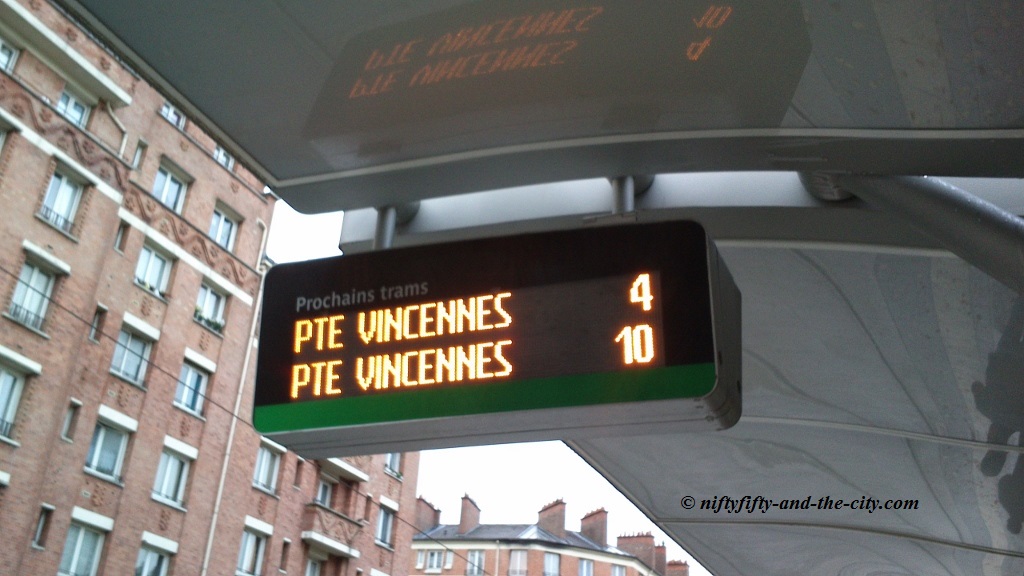 Prochains trams
PTE VINCENNES 4
PTE VINCENNES 10
© niftyfifty-and-the-city.com